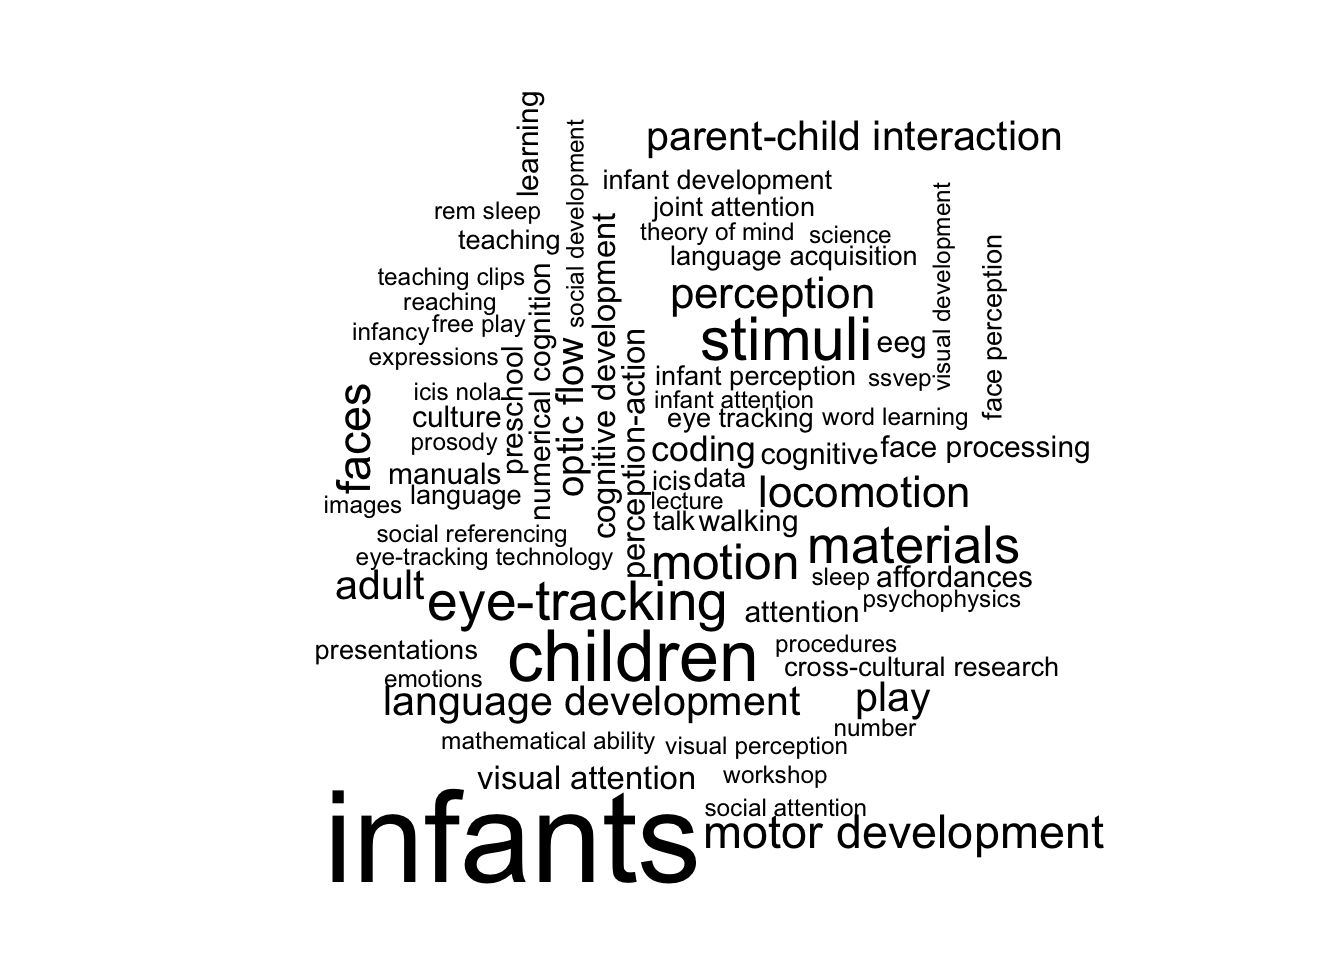 learning
social development
parent-child interaction
infant development
rem sleep
joint attention
teaching
theory of mind
science
language acquisition
visual development
face perception
teaching clips
cognitive development
numerical cognition
perception
reaching
infancy
free play
stimuli
eeg
expressions
preschool
optic flow
perception-action
infant perception
ssvep
faces
icis nola
infant attention
culture
eye tracking
word learning
prosody
coding
cognitive
face processing
manuals
icis
data
language
lecture
locomotion
images
talk
walking
social referencing
eye-tracking technology
motion
materials
adult
sleep
affordances
eye-tracking
attention
psychophysics
presentations
children
procedures
cross-cultural research
emotions
language development
play
number
mathematical ability
visual perception
visual attention
workshop
social attention
infants
motor development